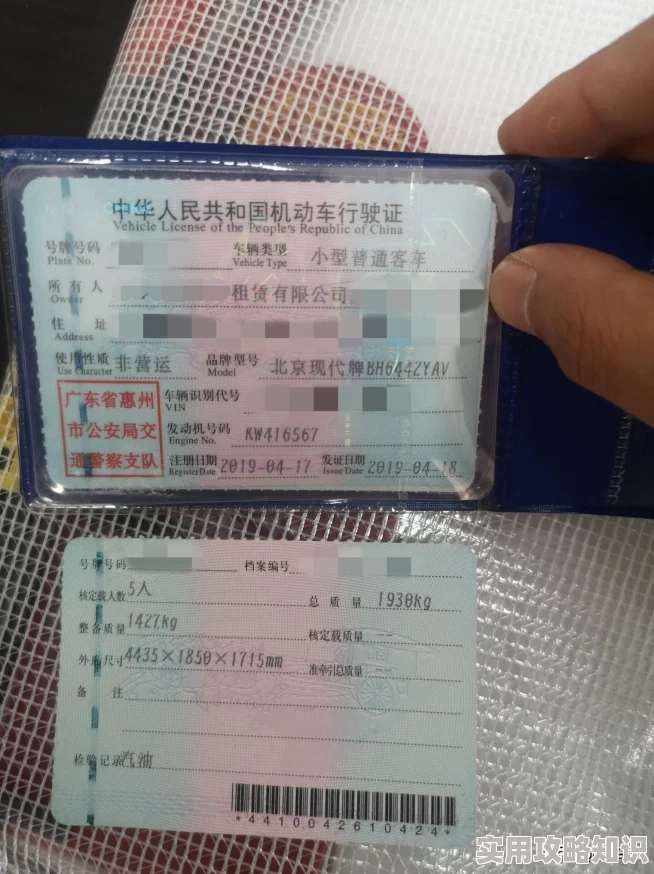 中华人民共和国机动车行驶证
Vehicle License of the People's Republic of China
号牌号码
Plate No.
车辆类型 小型普通客车
Vehicle Type
所有人 租赁有限公司
Owner
住址
Address
使用性质 非营运
Use Character
品牌型号 北京现代牌BH6442YAV
Model
广东省惠州
市公安局交
通警察支队
车辆识别代号
VIN
发动机号码 KW416567
Engine No.
注册日期 2019-04-17 发证日期 2019-04-18
Register Date Issue Date
号牌号码 档案编号
核定载人数 5人 总质量 1930kg
整备质量 1427kg 核定载质量 --
外廓尺寸 4435×1850×1715mm 准牵引总质量 --
备注
检验记录 汽油
*4410042610424*
实用攻略知识